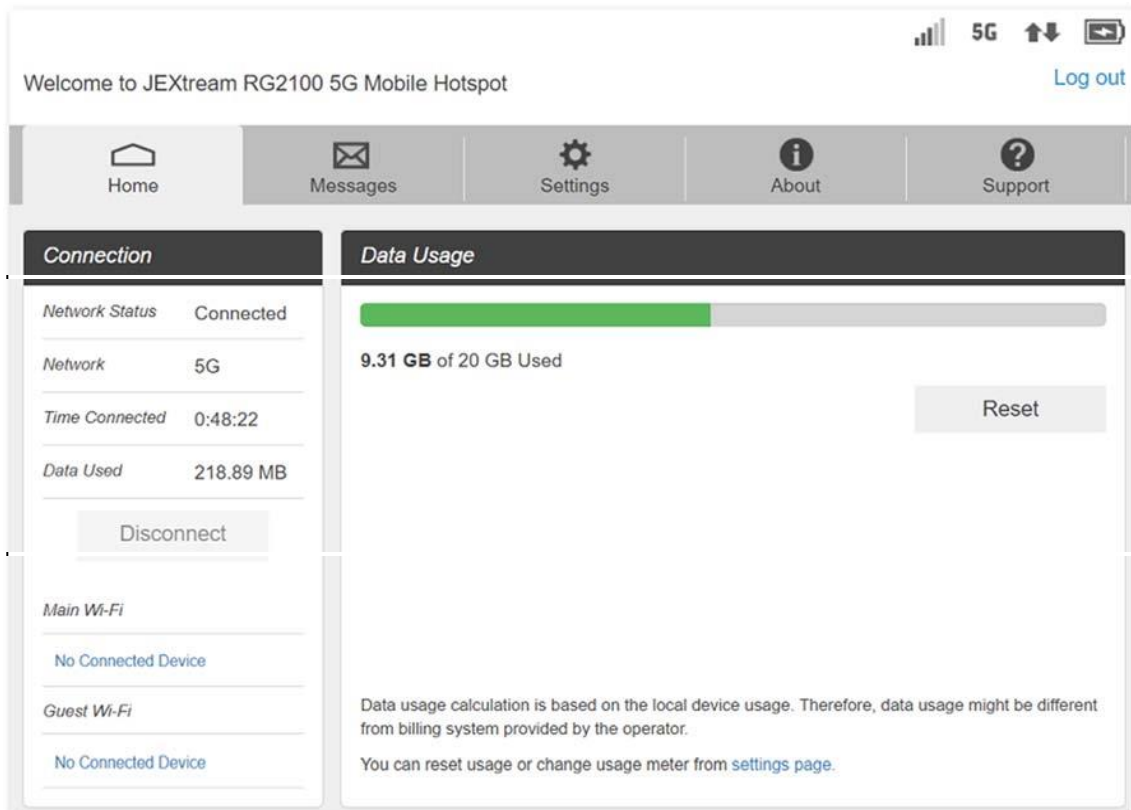 5G
Welcome to JEXtream RG2100 5G Mobile Hotspot
Log out
Home
Messages
Settings
About
Support
Connection
Network Status Connected
Network 5G
Time Connected 0:48:22
Data Used 218.89 MB
Disconnect
Main Wi-Fi
No Connected Device
Guest Wi-Fi
No Connected Device
Data Usage
9.31 GB of 20 GB Used
Reset
Data usage calculation is based on the local device usage. Therefore, data usage might be different
from billing system provided by the operator.
You can reset usage or change usage meter from settings page.